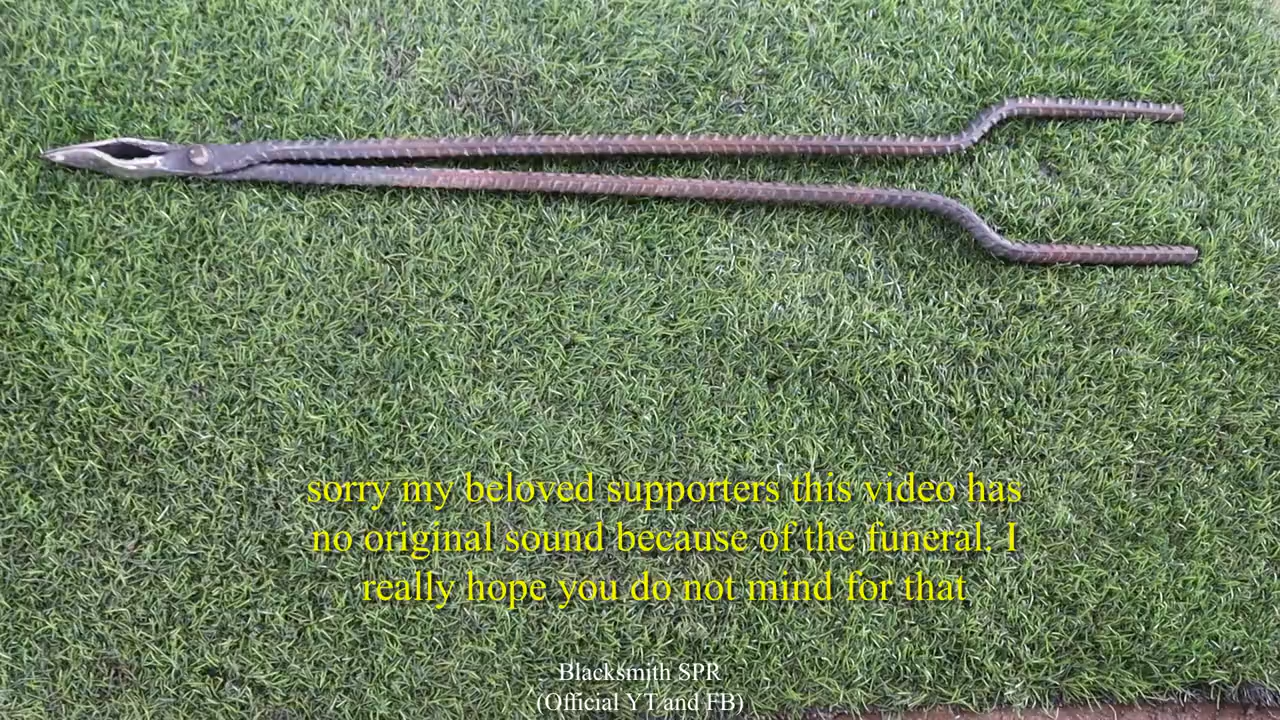 sorry my beloved supporters this video has
no original sound because of the funeral. I
really hope you do not mind for that
Blacksmith SPR
(Official YT and FB)